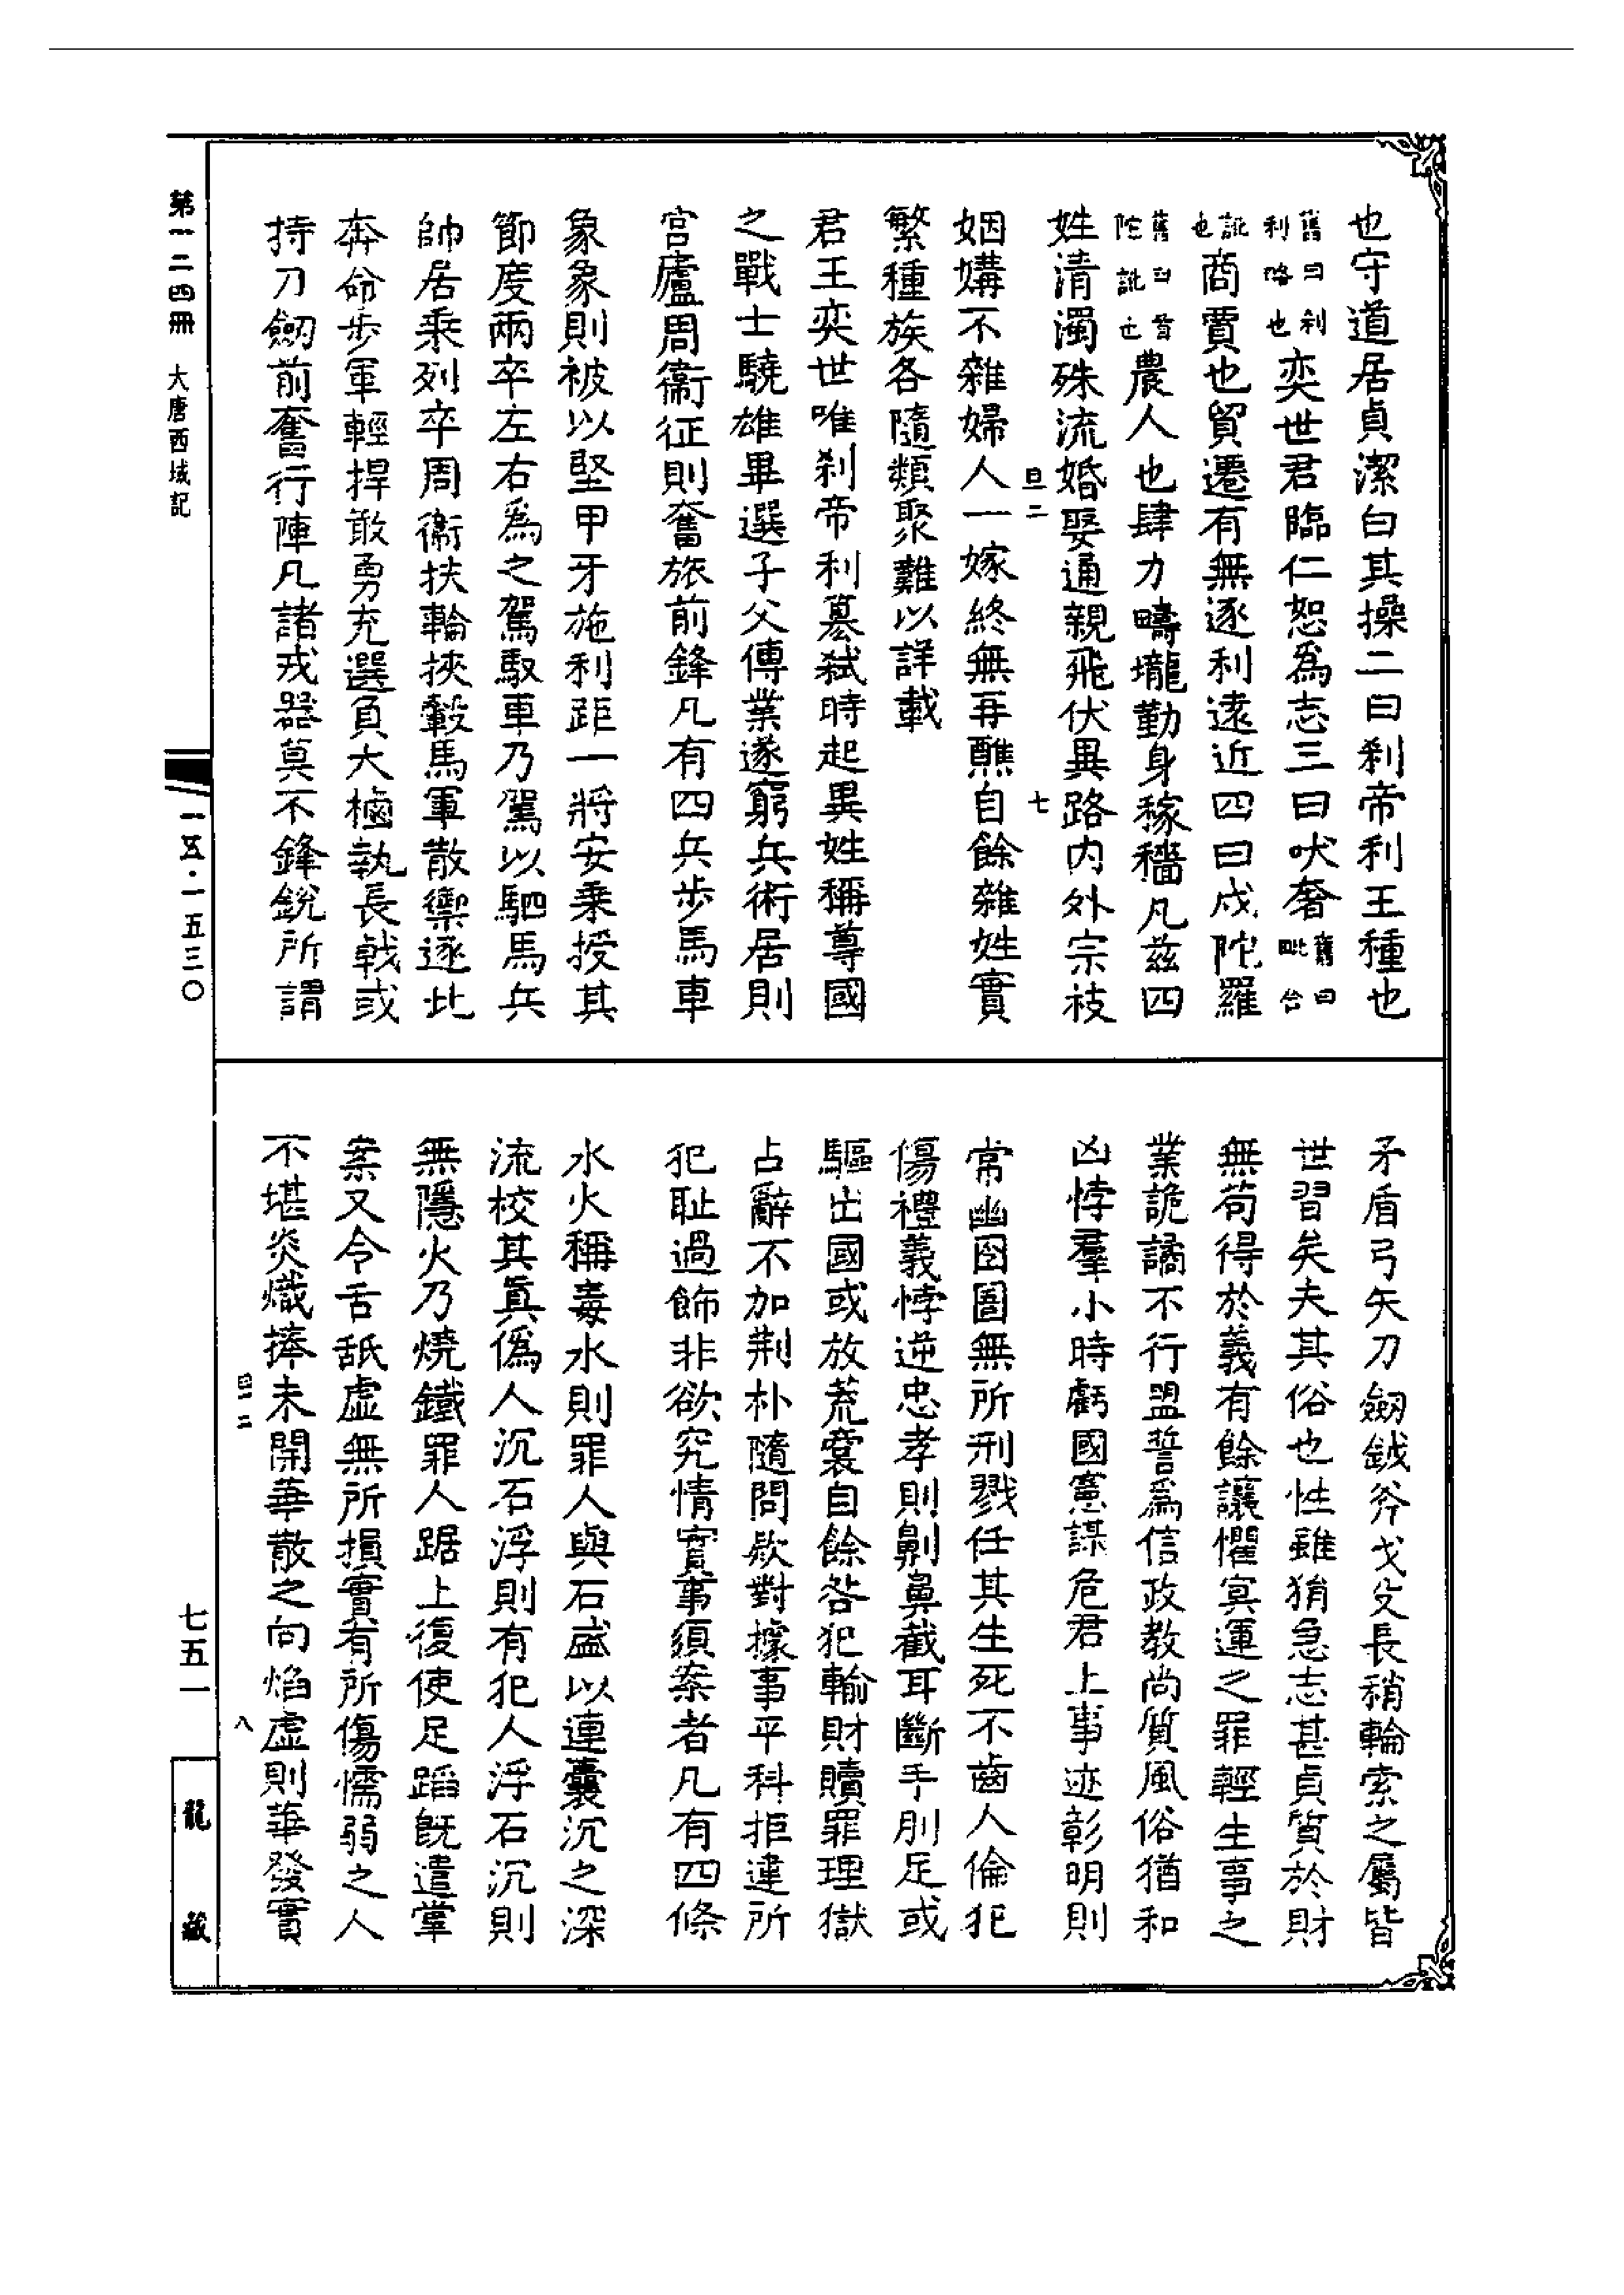 也守道居貞潔白其操二曰刹帝利王種也
舊曰利利略也奕世君臨仁恕爲志三曰吠奢舊曰毗舍
訛也商賈也貿遷有無逐利遠近四曰戍陀羅
舊曰首陀訛也農人也肆力疇壠勤身稼穡凡茲四
姓清濁殊流婚娶通親飛伏異路内外宗枝
旦二 七
姻媾不雜婦人一嫁終無再醮自餘雜姓實
繁種族各隨類聚難以詳載
君王奕世唯刹帝利簒弑時起異姓稱尊國
之戰士驍雄畢選子父傳業遂窮兵術居則
宮廬周衞征則奮旅前鋒凡有四兵步馬車
象象則被以堅甲牙施利距一將安乘授其
節度兩卒左右爲之駕馭車乃駕以駟馬兵
帥居乘列卒周衞扶輪挾轂馬軍散禦逐北
奔命步軍輕捍敢勇充選負大樐執長戟或
持刀劒前奮行陣凡諸戎器莫不鋒銳所謂
矛盾弓矢刀劒鉞斧戈殳長矟輪索之屬皆
世習矣夫其俗也性雖狷急志甚貞質於財
無苟得於義有餘讓懼冥運之罪輕生事之
業詭譎不行盟誓爲信政教尚質風俗猶和
凶悖羣小時虧國憲謀危君上事迹彰明則
常幽囹圄無所刑戮任其生死不齒人倫犯
傷禮義悖逆忠孝則劓鼻截耳斷手刖足或
驅出國或放荒裔自餘咎犯輸財贖罪理獄
占辭不加荆朴隨問欵對據事平科拒違所
犯恥過飾非欲究情實事須案者凡有四條
水火稱毒水則罪人與石盛以連囊沉之深
流校其眞僞人沉石浮則有犯人浮石沉則
無隱火乃燒鐵罪人踞上復使足蹈既遣掌
案又令舌舐虛無所損實有所傷懦弱之人
不堪炎熾捧未開華散之向焰虛則華發實
旦二 八
第一二四冊 大唐西域記
一五·一五三〇
七五一
龍藏